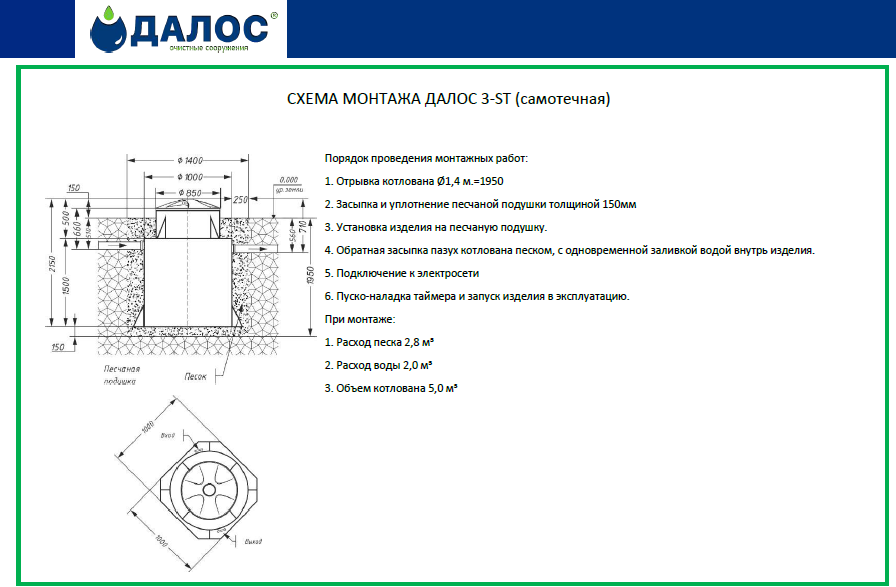 ДАЛОС®
очистные сооружения
СХЕМА МОНТАЖА ДАЛОС 3-ST (самотечная)
Порядок проведения монтажных работ:
1. Отрывка котлована Ø1,4 м.=1950
2. Засыпка и уплотнение песчаной подушки толщиной 150мм
3. Установка изделия на песчаную подушку.
4. Обратная засыпка пазух котлована песком, с одновременной заливкой водой внутрь изделия.
5. Подключение к электросети
6. Пуско-наладка таймера и запуск изделия в эксплуатацию.
При монтаже:
1. Расход песка 2,8 м³
2. Расход воды 2,0 м³
3. Объем котлована 5,0 м³
ф1400
ф1000
ф850
150
250
0.000
ур. земли
500
660
510
560
710
2150
1500
1950
150
Песчаная
подушка
Песок
1000
Вход
1000
Выход